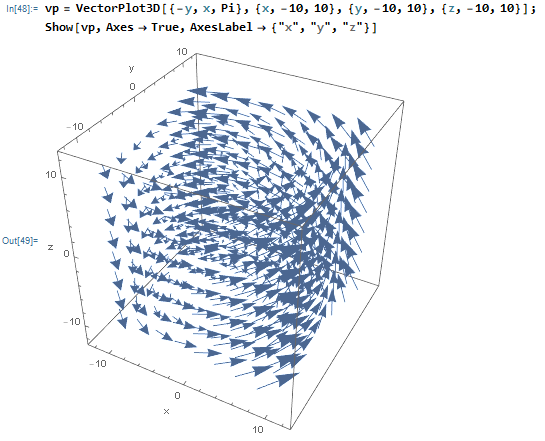 In[48]:= vp = VectorPlot3D[{-y, x, Pi}, {x, -10, 10}, {y, -10, 10}, {z, -10, 10}];
Show[vp, Axes → True, AxesLabel → {"x", "y", "z"}]
10
y
0
-10
10
Out[49]=
z
0
-10
-10
0
x
10